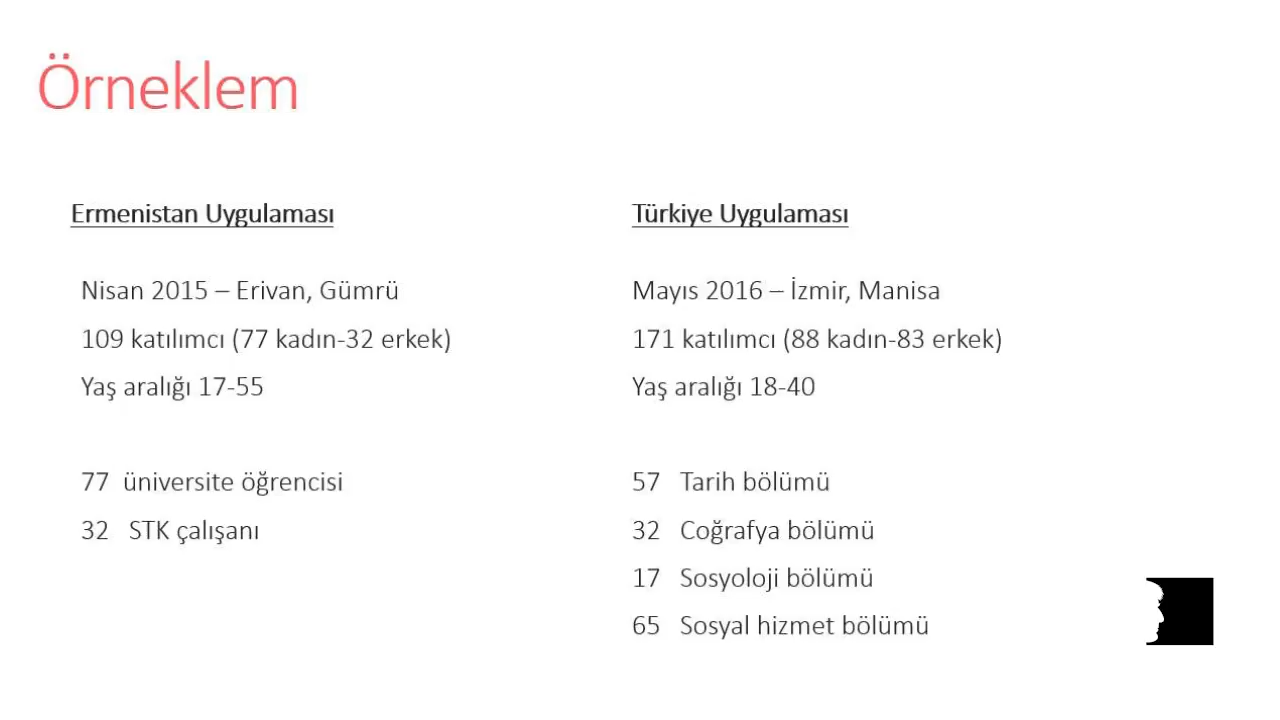 Örneklem
Ermenistan Uygulaması
Nisan 2015 – Erivan, Gümrü
109 katılımcı (77 kadın-32 erkek)
Yaş aralığı 17-55
77 üniversite öğrencisi
32 STK çalışanı
Türkiye Uygulaması
Mayıs 2016 – İzmir, Manisa
171 katılımcı (88 kadın-83 erkek)
Yaş aralığı 18-40
57 Tarih bölümü
32 Coğrafya bölümü
17 Sosyoloji bölümü
65 Sosyal hizmet bölümü